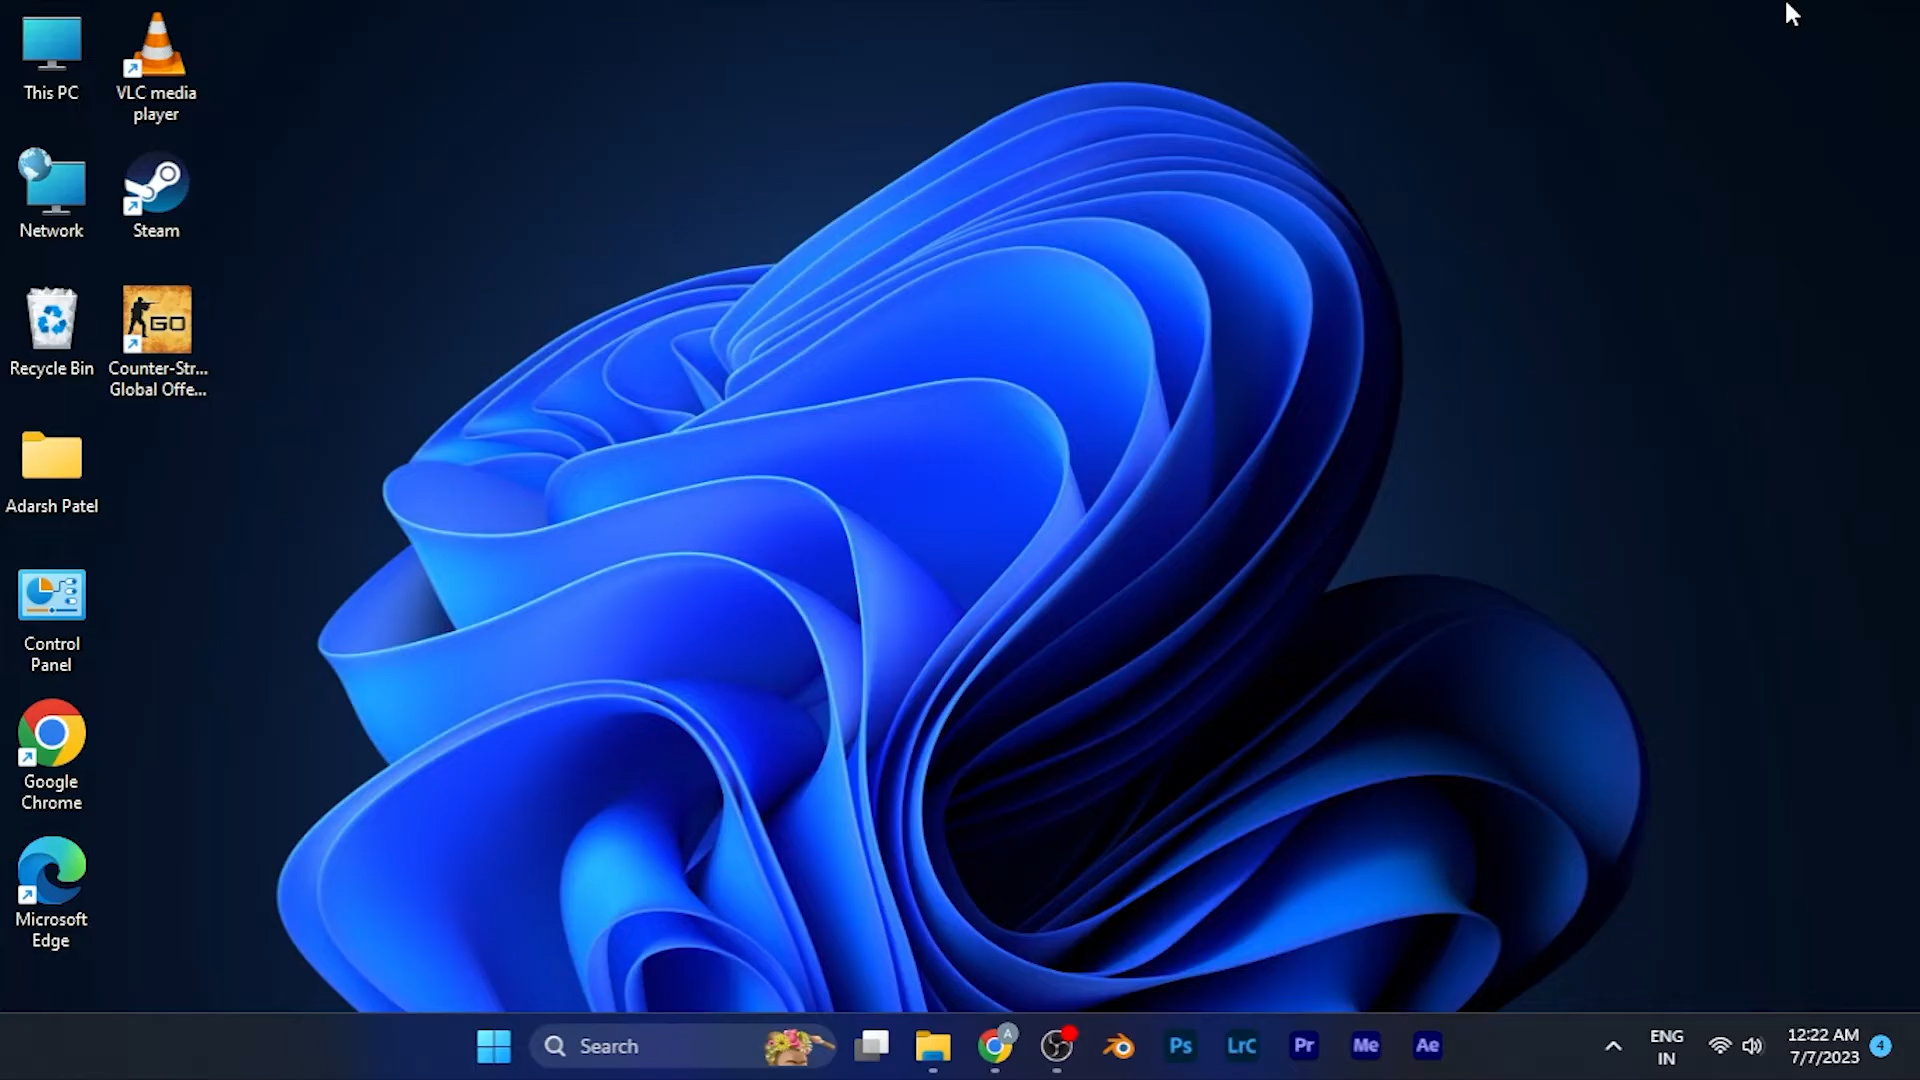 This PC
VLC media
player
Network
Steam
Recycle Bin
GO
Counter-Str...
Global Offe...
Adarsh Patel
Control
Panel
Google
Chrome
Microsoft
Edge
Search
A
Ps
LrC
Pr
Me
Ae
ENG
IN
12:22 AM
7/7/2023
4